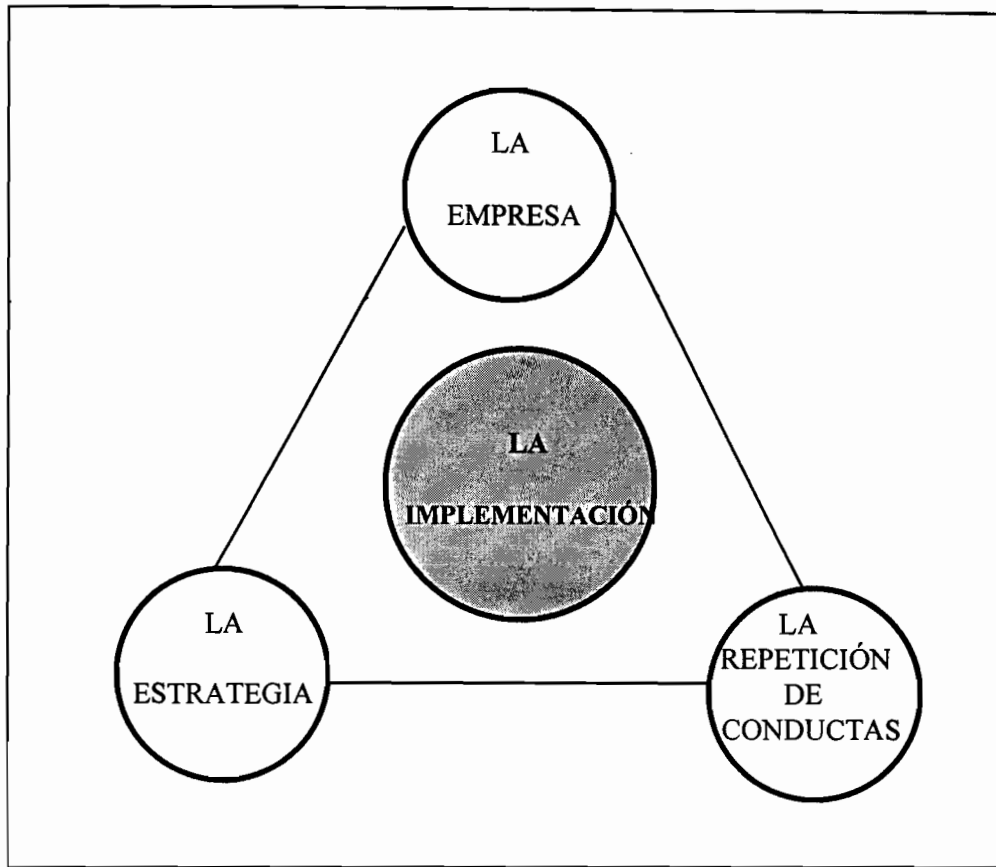 LA
EMPRESA
LA
IMPLEMENTACIÓN
LA
ESTRATEGIA
LA
REPETICIÓN
DE
CONDUCTAS